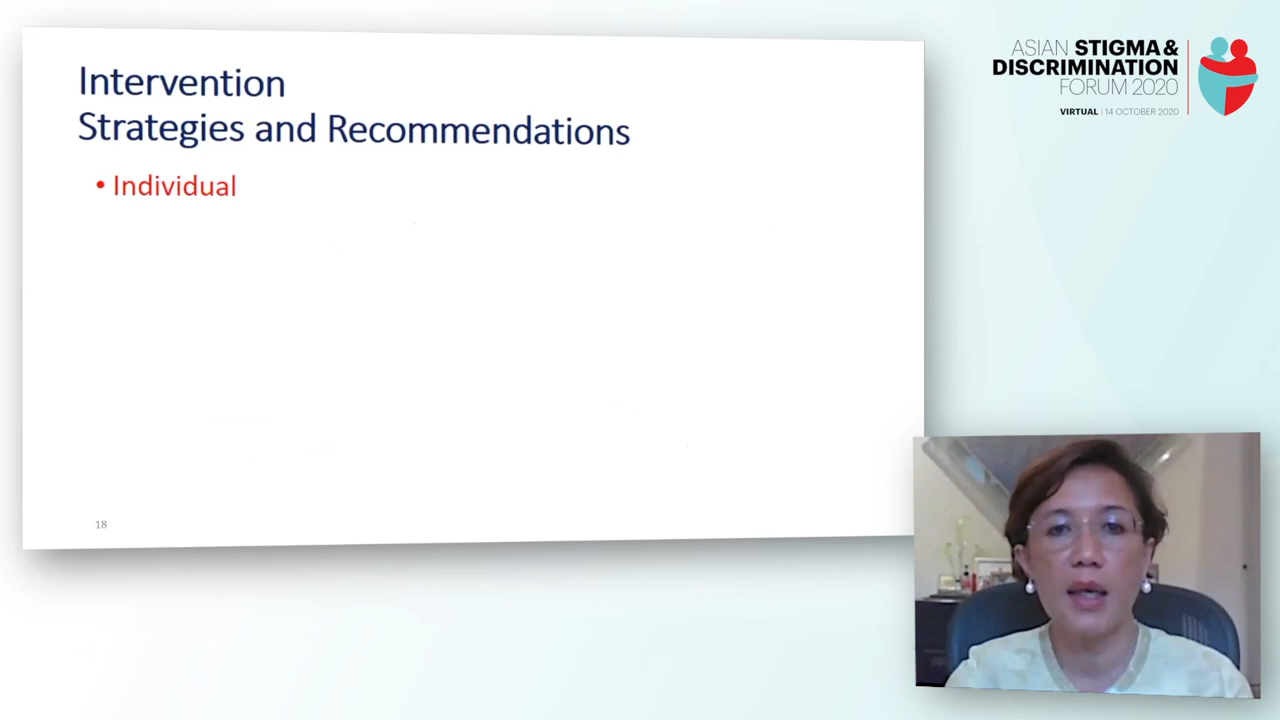 Intervention
Strategies and Recommendations
• Individual
18
ASIAN STIGMA &
DISCRIMINATION
FORUM 2020
VIRTUAL | 14 OCTOBER 2020